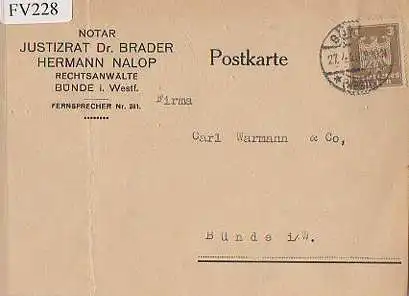 FV228
NOTAR
JUSTIZRAT Dr. BRADER
HERMANN NALOP
RECHTSANWÄLTE
BÜNDE i. Westf.
FERNSPRECHER Nr. 281.
Postkarte
Firma
Carl Warmann & Co,
Bünde i/W.
3